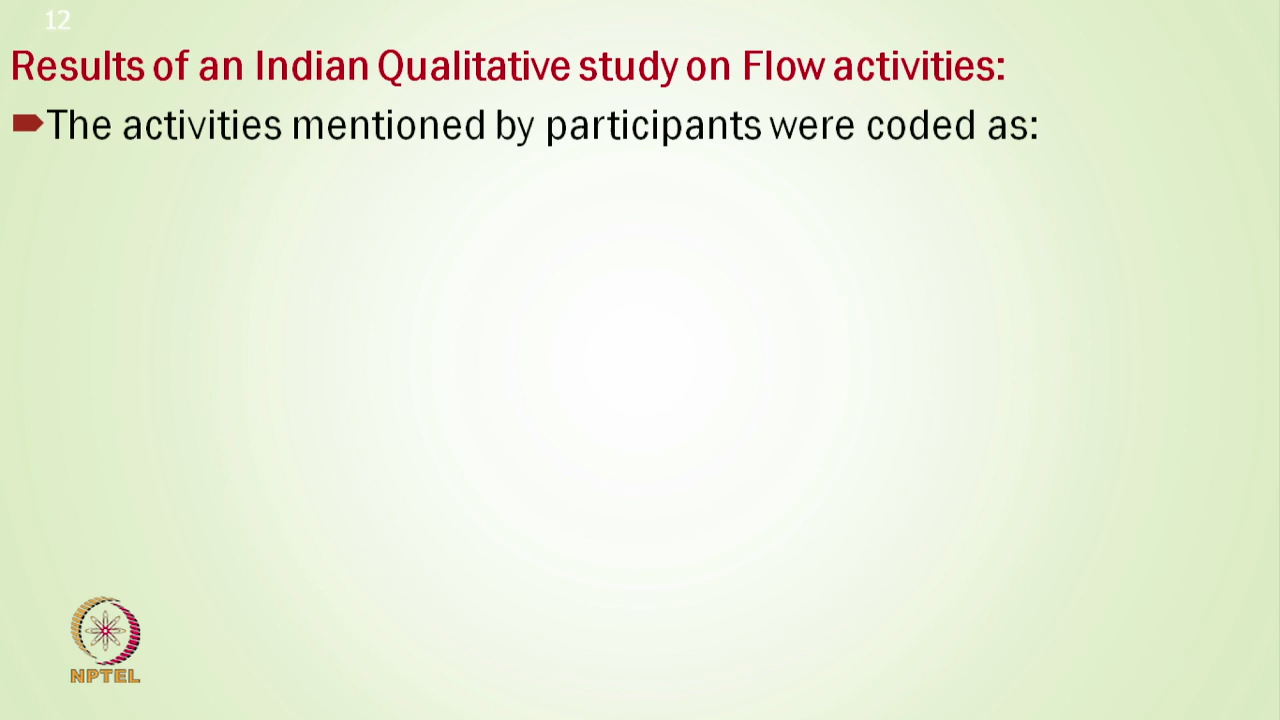 12
Results of an Indian Qualitative study on Flow activities:
The activities mentioned by participants were coded as:
NPTEL